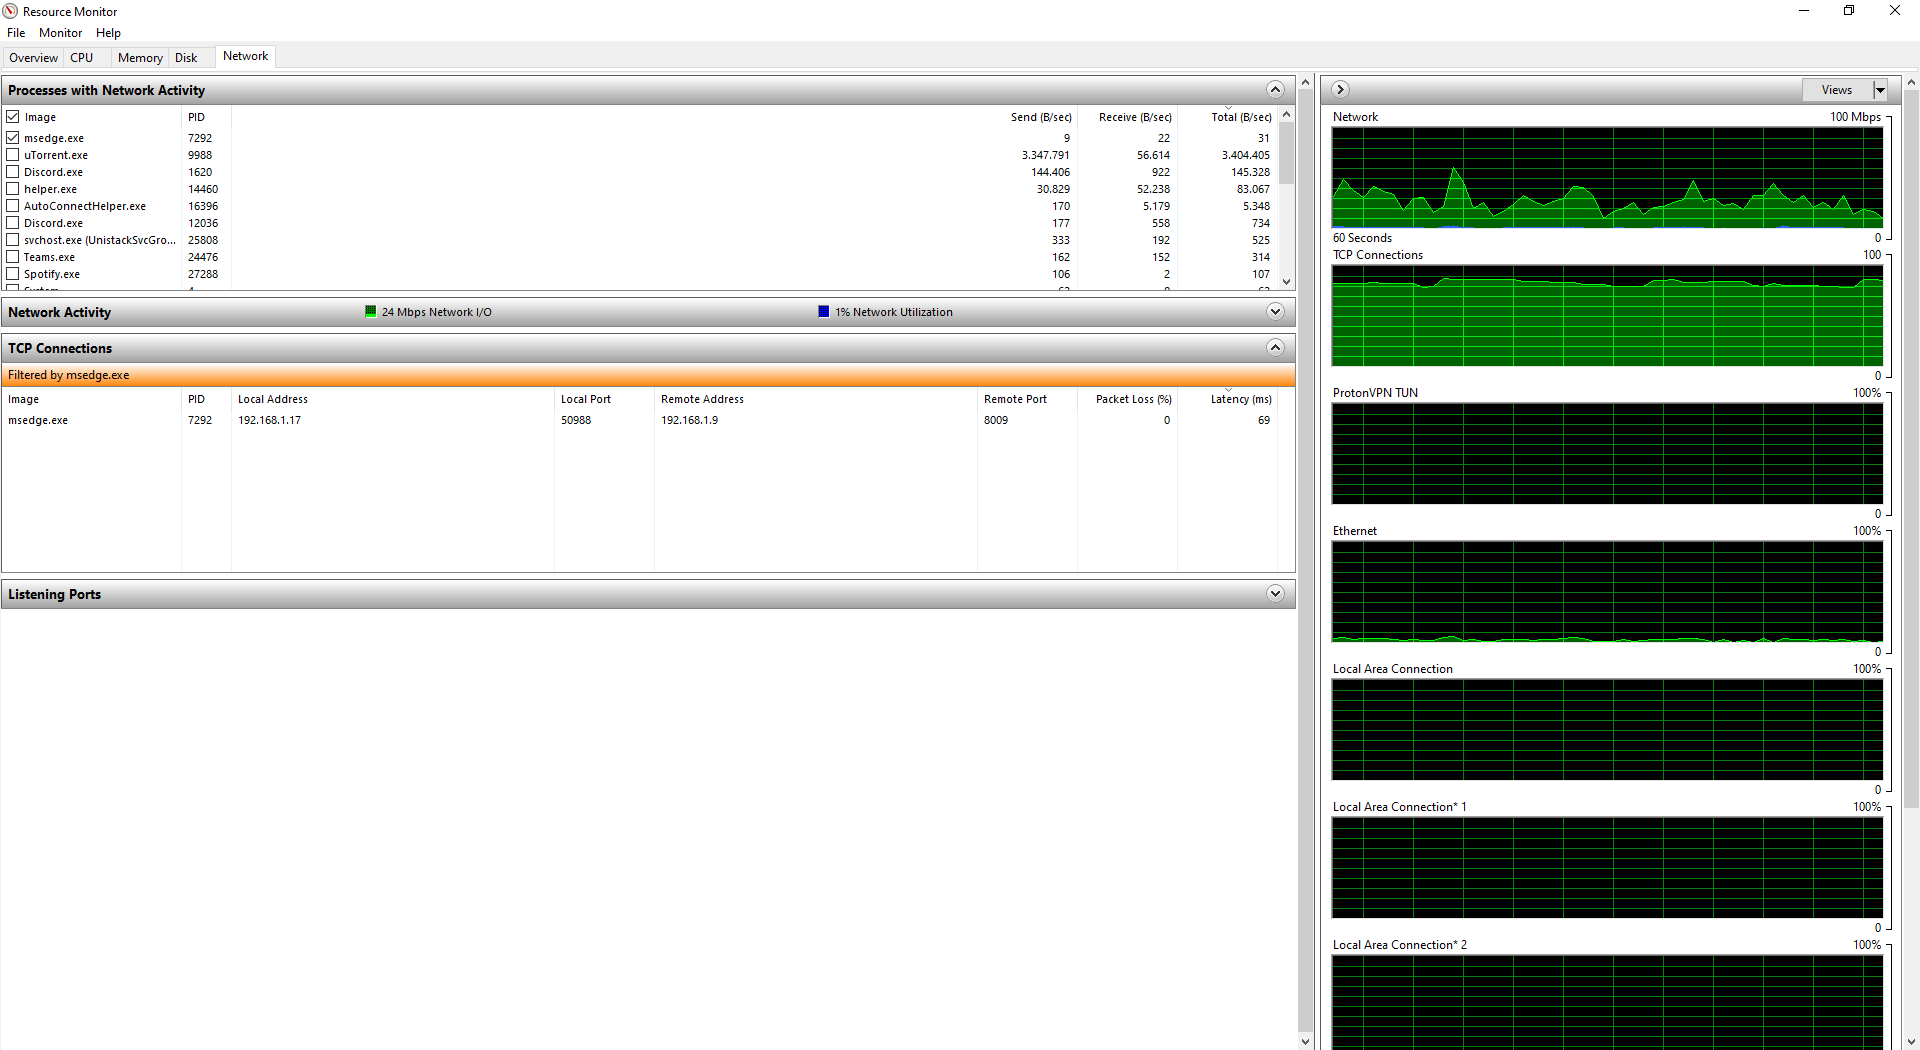 Resource Monitor
File Monitor Help
Overview CPU Memory Disk Network
Processes with Network Activity
Image PID Send (B/sec) Receive (B/sec) Total (B/sec)
msedge.exe 7292 9 22 31
uTorrent.exe 9988 3.347.791 56.614 3.404.405
Discord.exe 1620 144.406 922 145.328
helper.exe 14460 30.829 52.238 83.067
AutoConnectHelper.exe 16396 170 5.179 5.348
Discord.exe 12036 177 558 734
svchost.exe (UnistackSvcGro... 25808 333 192 525
Teams.exe 24476 162 152 314
Spotify.exe 27288 106 2 107
Network Activity 24 Mbps Network I/O 1% Network Utilization
TCP Connections
Filtered by msedge.exe
Image PID Local Address Local Port Remote Address Remote Port Packet Loss (%) Latency (ms)
msedge.exe 7292 192.168.1.17 50988 192.168.1.9 8009 0 69
Listening Ports
Views
Network 100 Mbps
60 Seconds 0
TCP Connections 100
0
ProtonVPN TUN 100%
0
Ethernet 100%
0
Local Area Connection 100%
0
Local Area Connection* 1 100%
0
Local Area Connection* 2 100%